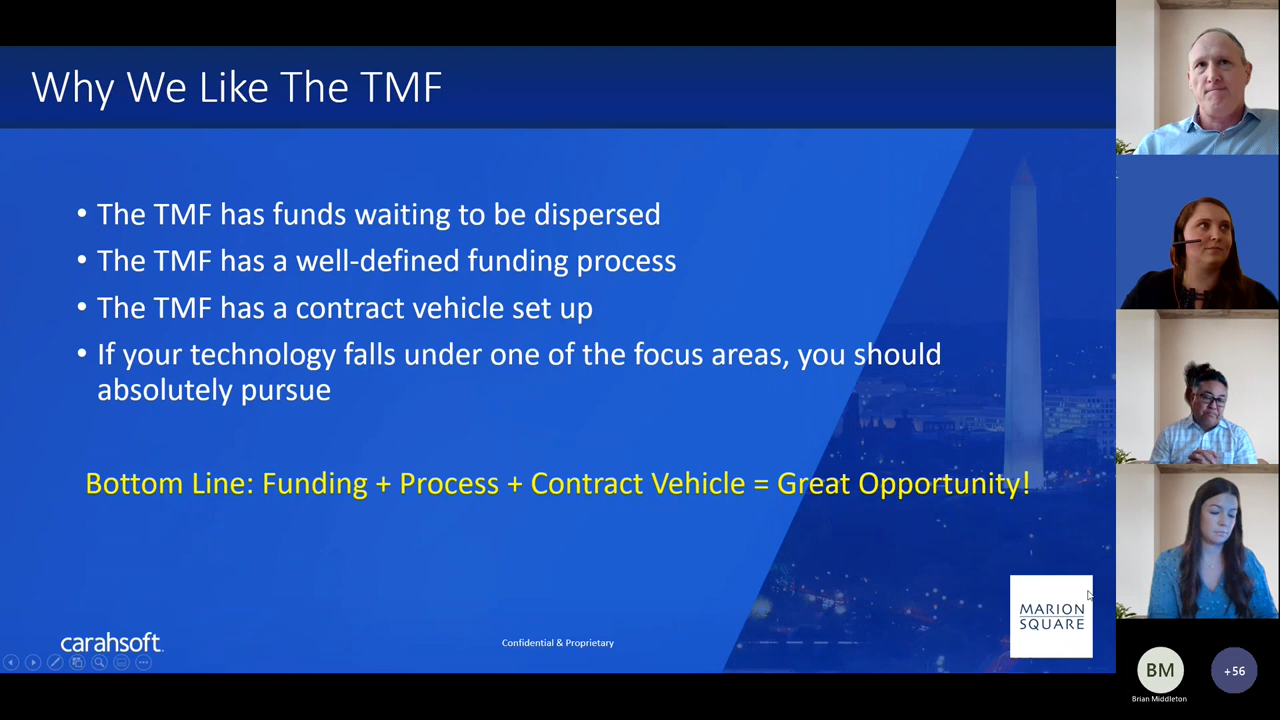 Why We Like The TMF
• The TMF has funds waiting to be dispersed
• The TMF has a well-defined funding process
• The TMF has a contract vehicle set up
• If your technology falls under one of the focus areas, you should
absolutely pursue
Bottom Line: Funding + Process + Contract Vehicle = Great Opportunity!
carahsoft.
Confidential & Proprietary
MARION
SQUARE
BM
Brian Middleton
+56